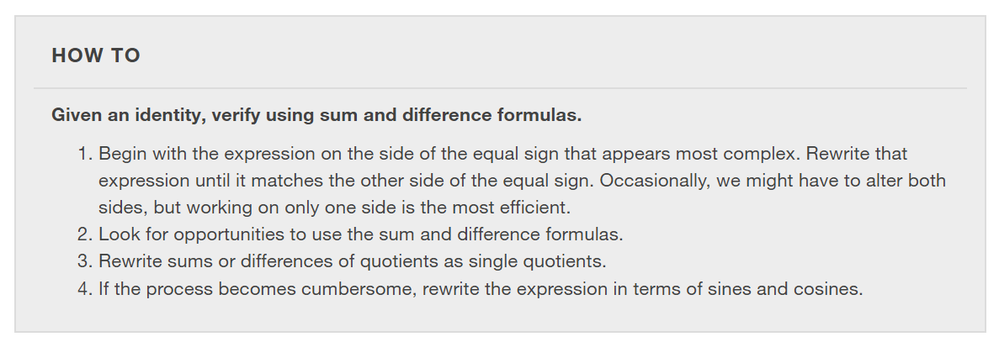 HOW TO
Given an identity, verify using sum and difference formulas.
1. Begin with the expression on the side of the equal sign that appears most complex. Rewrite that
expression until it matches the other side of the equal sign. Occasionally, we might have to alter both
sides, but working on only one side is the most efficient.
2. Look for opportunities to use the sum and difference formulas.
3. Rewrite sums or differences of quotients as single quotients.
4. If the process becomes cumbersome, rewrite the expression in terms of sines and cosines.